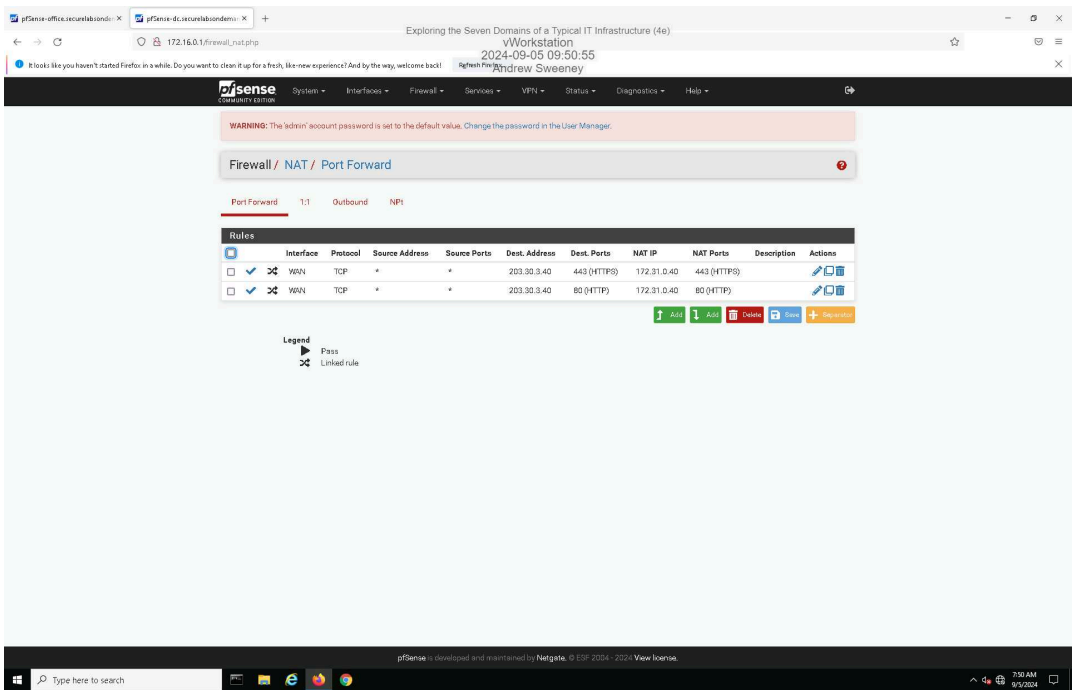 pfSense-office.securelabsondem
pfSense-dc.securelabsondeman
Exploring the Seven Domains of a Typical IT Infrastructure (4e)
172.16.0.1/firewall_nat.php
vWorkstation
2024-09-05 09:50:55
It looks like you haven't started Firefox in a while. Do you want to clean it up for a fresh, like-new experience? And by the way, welcome back!
Andrew Sweeney
pfsense System Interfaces Firewall Services VPN Status Diagnostics Help
COMMUNITY EDITION
WARNING: The 'admin' account password is set to the default value. Change the password in the User Manager.
Firewall / NAT / Port Forward
Port Forward 1:1 Outbound NPt
Rules
Interface Protocol Source Address Source Ports Dest. Address Dest. Ports NAT IP NAT Ports Description Actions
WAN TCP * * 203.30.3.40 443 (HTTPS) 172.31.0.40 443 (HTTPS)
WAN TCP * * 203.30.3.40 80 (HTTP) 172.31.0.40 80 (HTTP)
Add Add Delete Save Separator
Legend
Pass
Linked rule
pfSense is developed and maintained by Netgate. © ESF 2004 - 2024 View license.
Type here to search
7:50 AM
9/5/2024